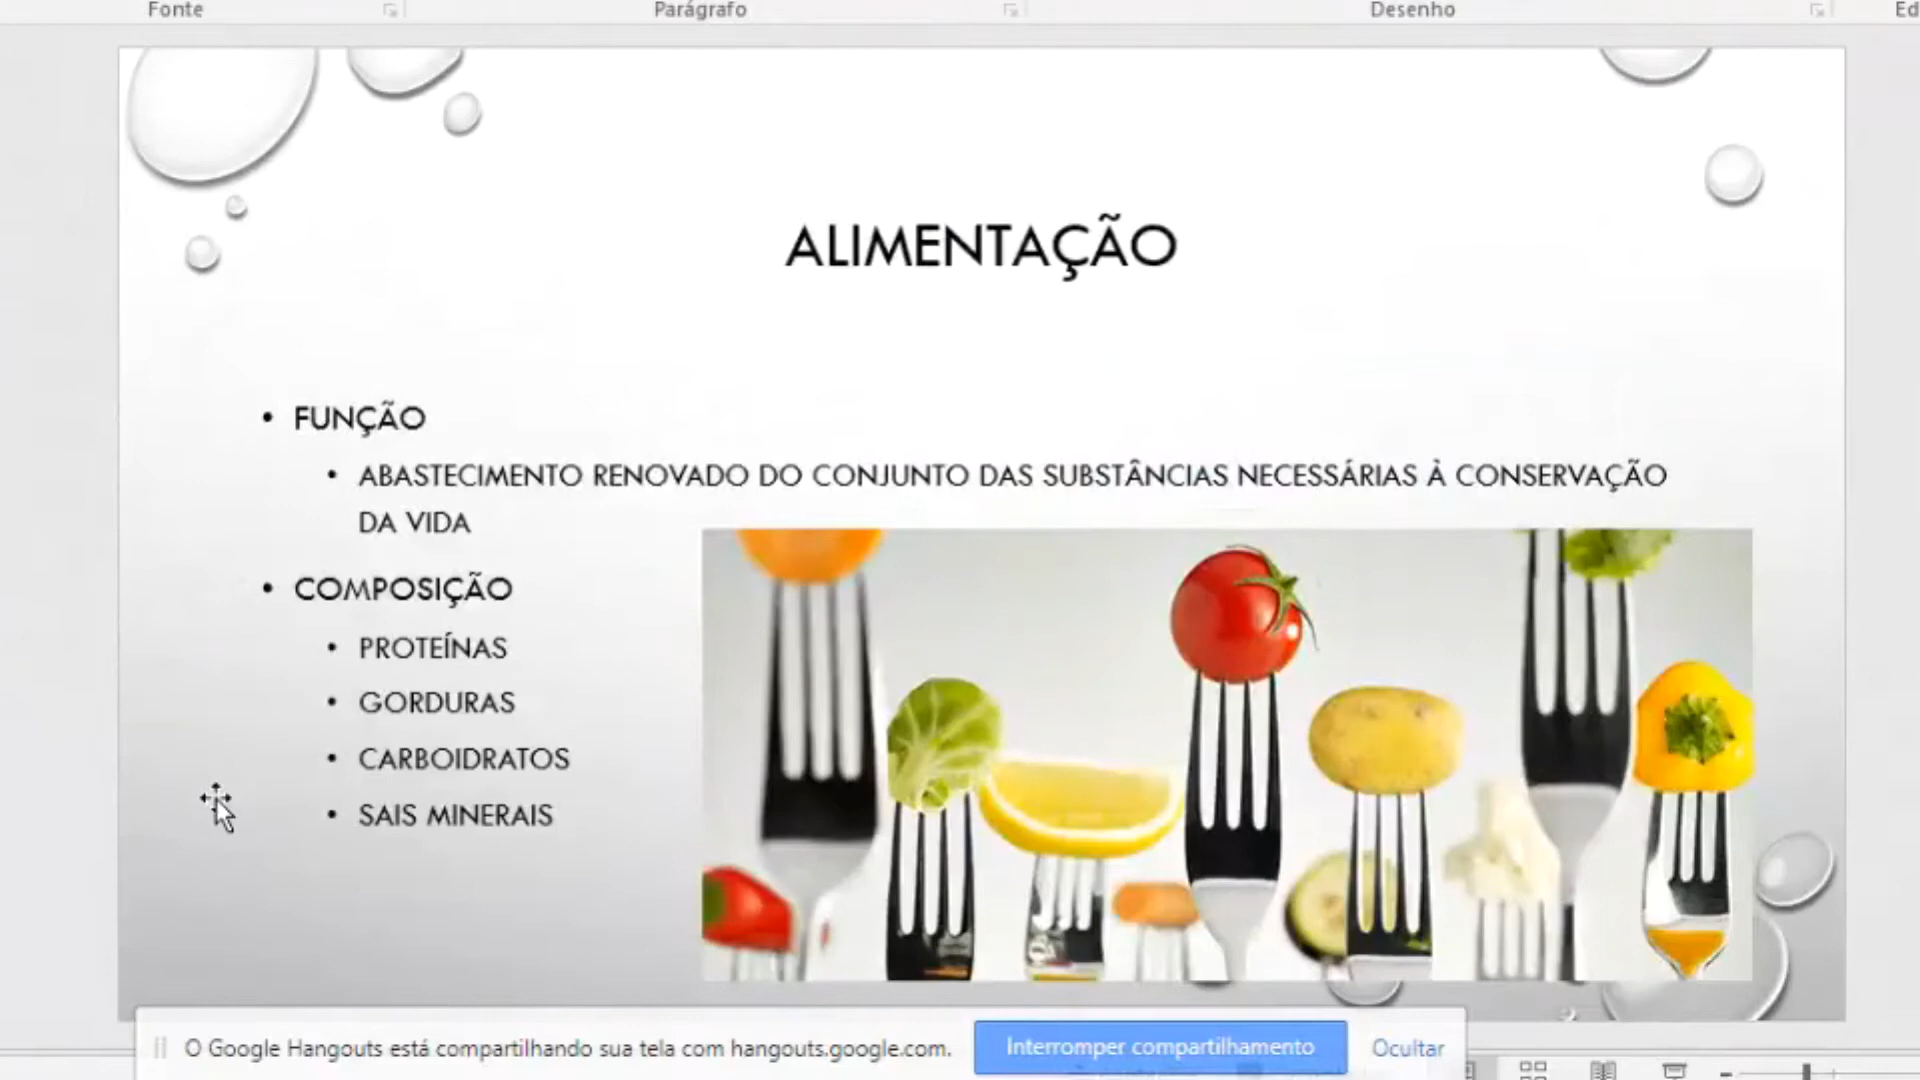 Fonte
Parágrafo
Desenho
Ed
ALIMENTAÇÃO
• FUNÇÃO
• ABASTECIMENTO RENOVADO DO CONJUNTO DAS SUBSTÂNCIAS NECESSÁRIAS À CONSERVAÇÃO
DA VIDA
• COMPOSIÇÃO
• PROTEÍNAS
• GORDURAS
• CARBOIDRATOS
• SAIS MINERAIS
O Google Hangouts está compartilhando sua tela com hangouts.google.com.
Interromper compartilhamento
Ocultar